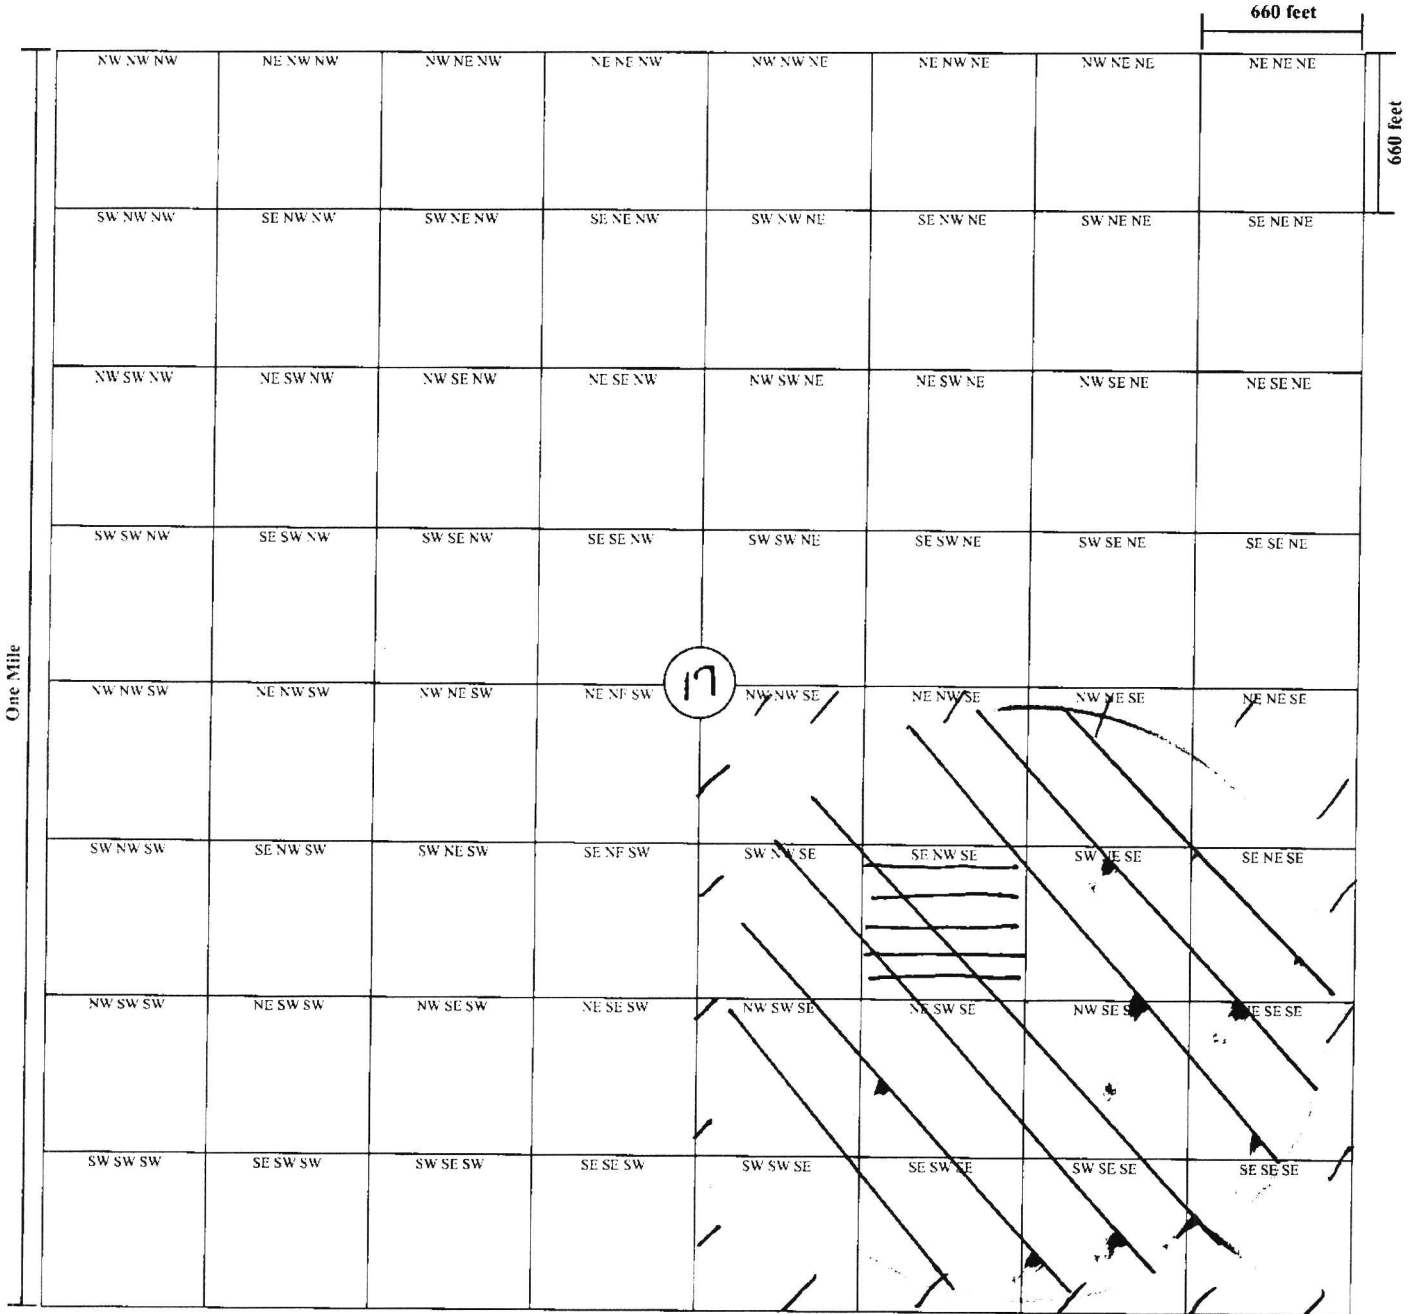 660 feet
660 feet
One Mile
NW NW NW NE NW NW NW NE NW NE NE NW NW NW NE NE NW NE NW NE NE NE NE NE
SW NW NW SE NW NW SW NE NW SE NE NW SW NW NE SE NW NE SW NE NE SE NE NE
NW SW NW NE SW NW NW SE NW NE SE NW NW SW NE NE SW NE NW SE NE NE SE NE
SW SW NW SE SW NW SW SE NW SE SE NW SW SW NE SE SW NE SW SE NE SE SE NE
17
NW NW SW NE NW SW NW NE SW NE NE SW NW NW SE NE NW SE NW NE SE NE NE SE
SW NW SW SE NW SW SW NE SW SE NE SW SW NW SE SE NW SE SW NE SE SE NE SE
NW SW SW NE SW SW NW SE SW NE SE SW NW SW SE NE SW SE NW SE SE NE SE SE
SW SW SW SE SW SW SW SE SW SE SE SW SW SW SE SE SW SE SW SE SE SE SE SE